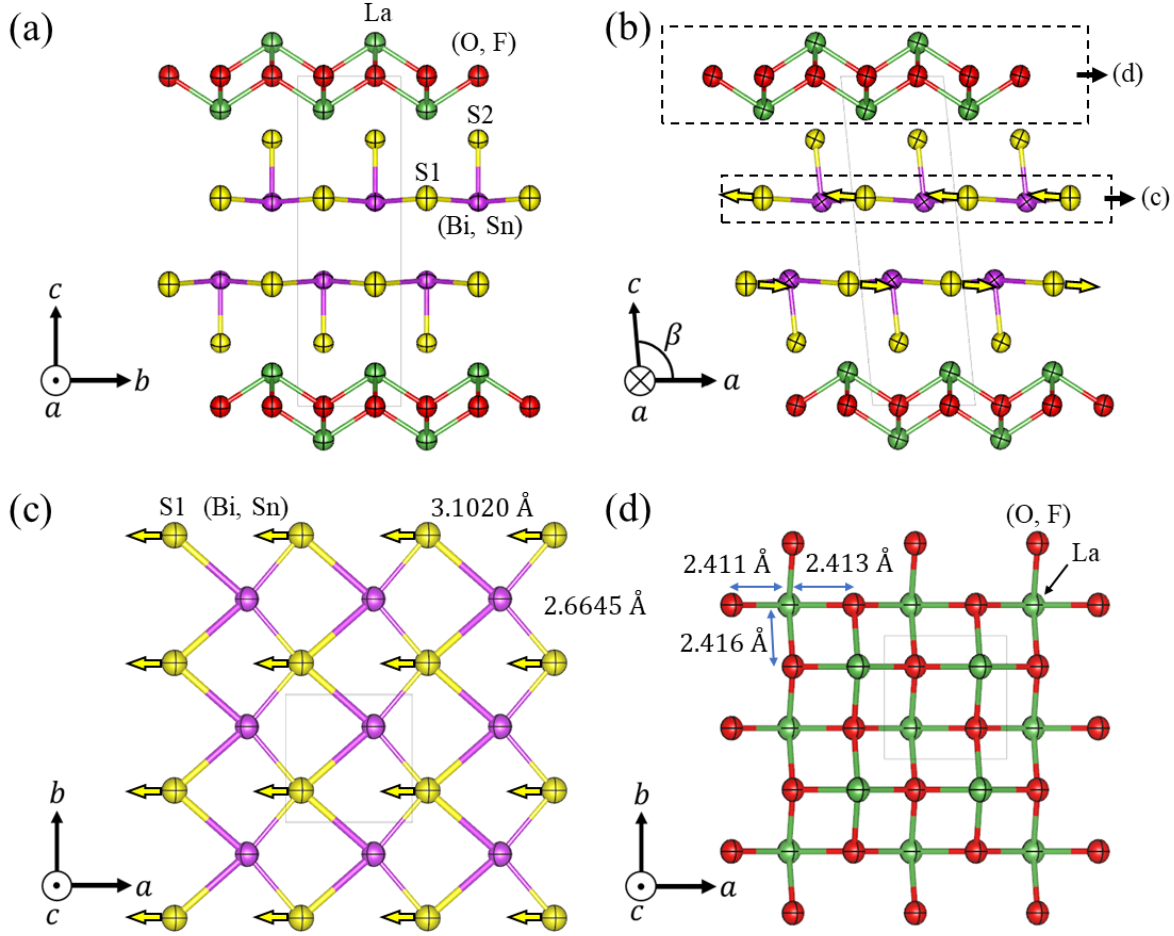 (a)
La
(O, F)
S2
S1
(Bi, Sn)
c
b
a
(b)
(d)
(c)
c
β
a
a
(c)
S1 (Bi, Sn)
3.1020 Å
2.6645 Å
b
a
c
(d)
(O, F)
La
2.411 Å
2.413 Å
2.416 Å
b
a
c